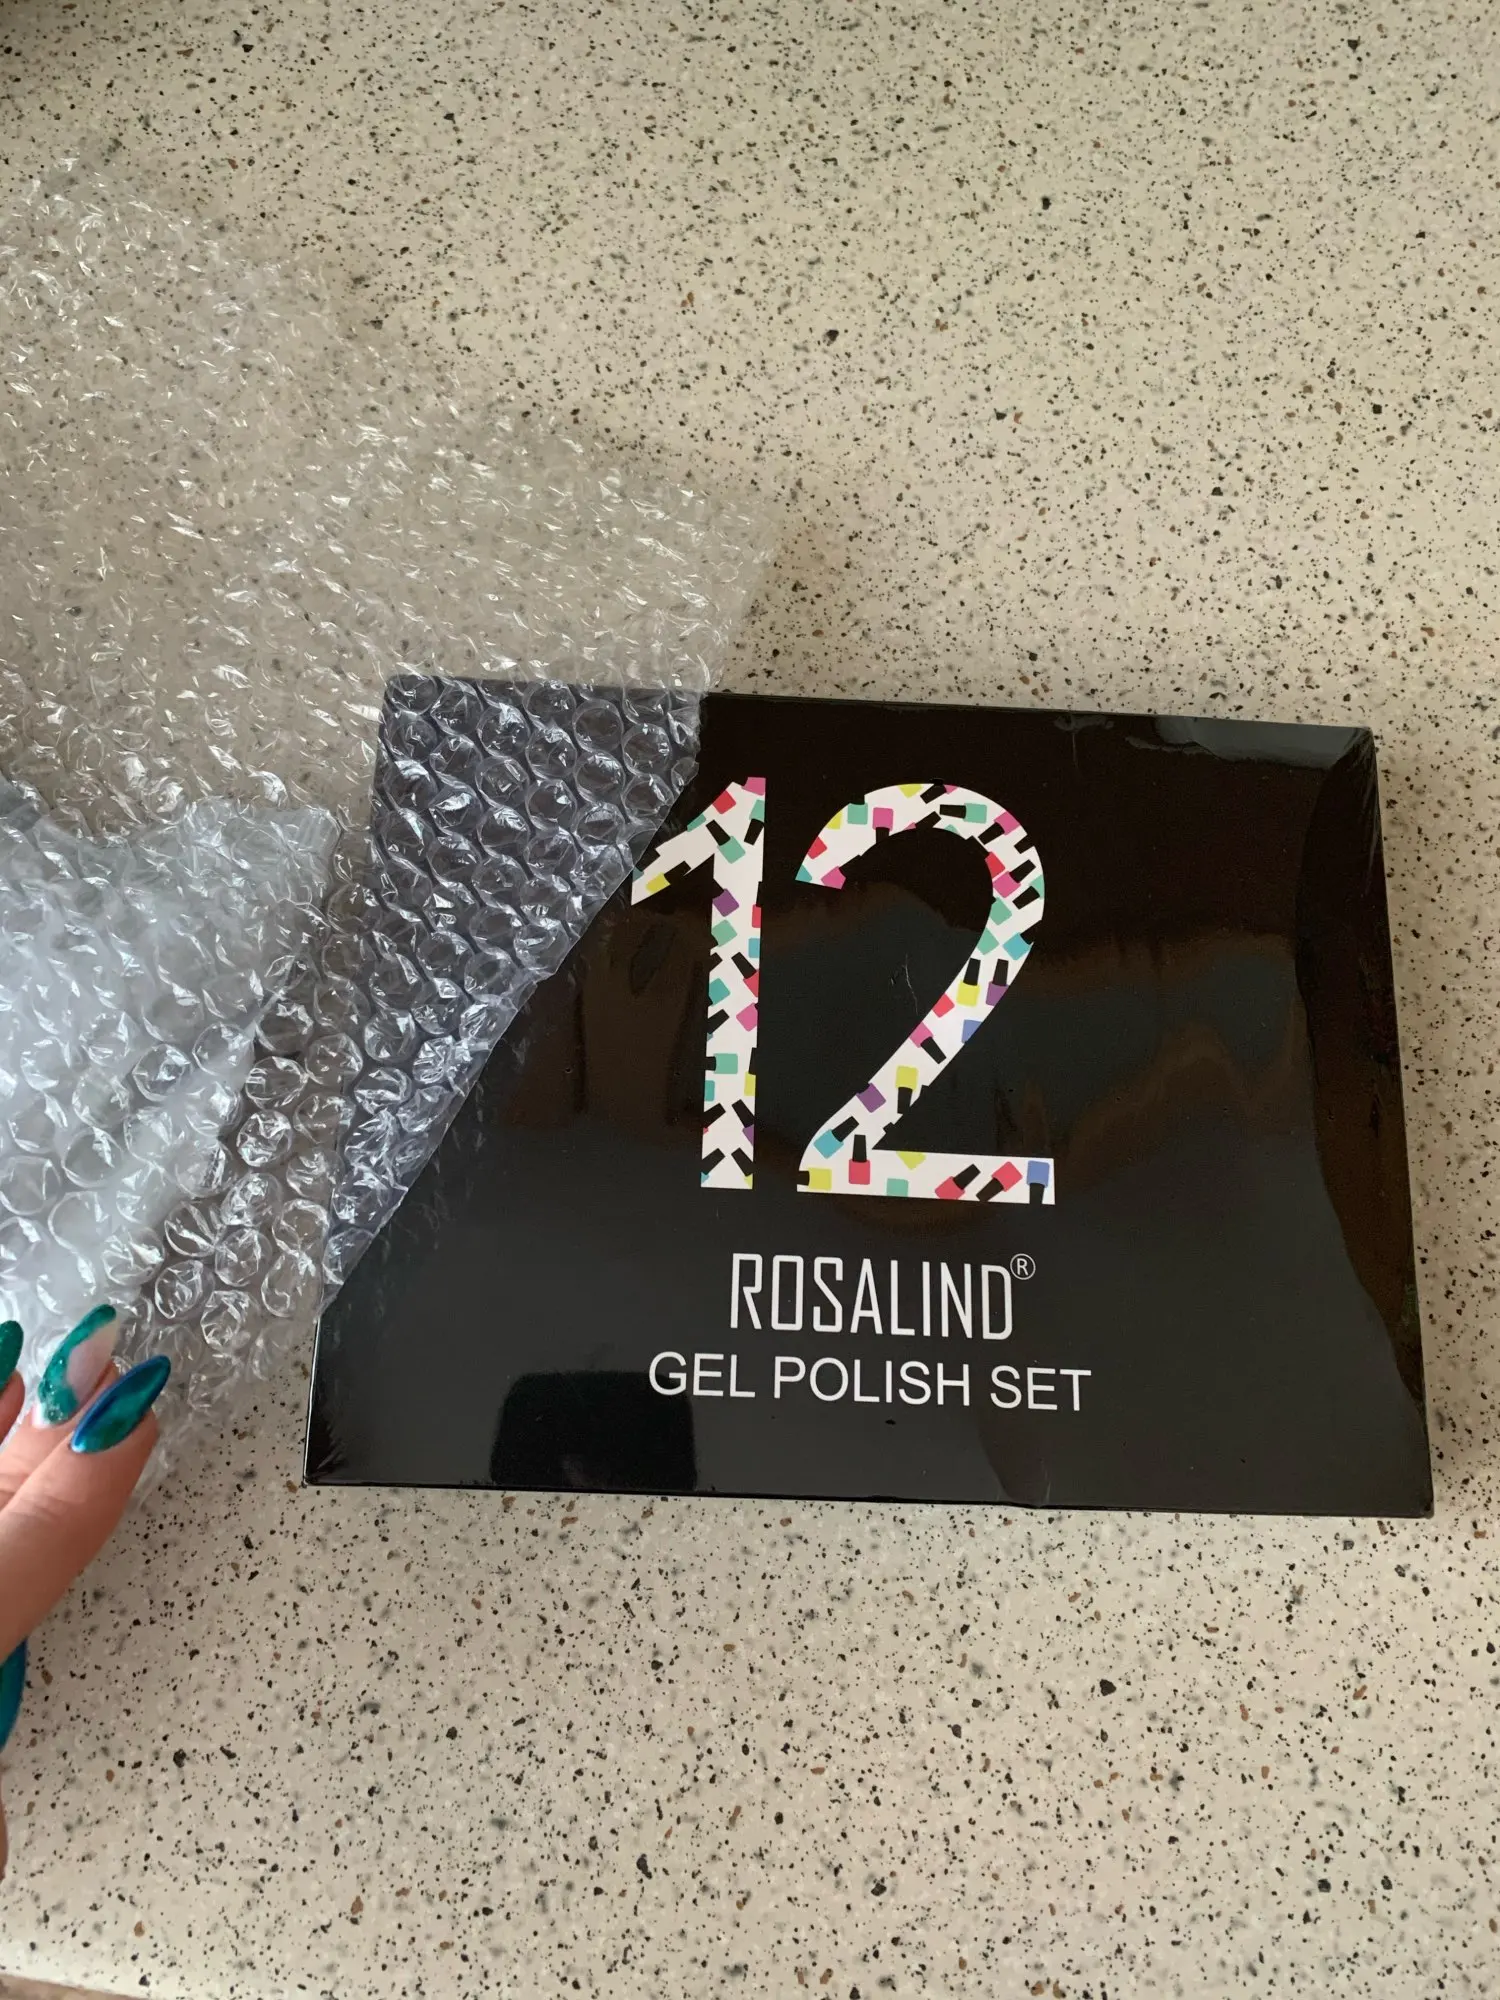 12
ROSALIND®
GEL POLISH SET